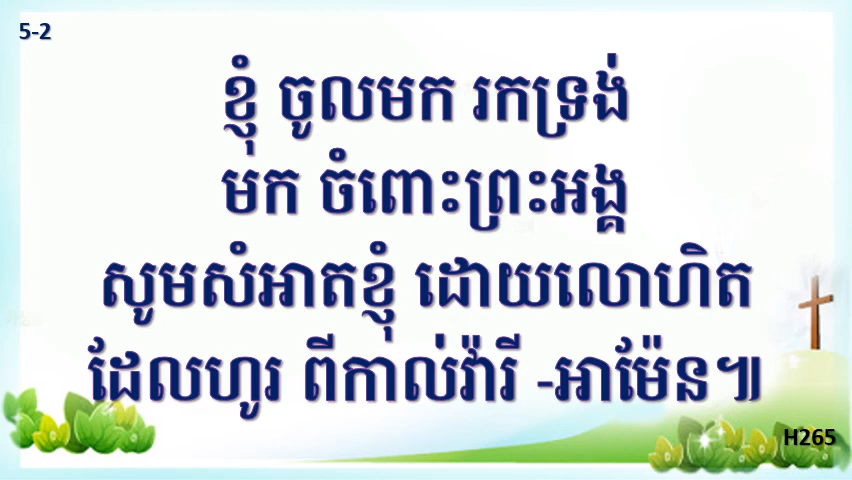 5-2
ខ្ញុំ ចូលមក រកទ្រង់
មក ចំពោះព្រះអង្គ
សូមសំអាតខ្ញុំ ដោយលោហិត
ដែលហូរ ពីកាល់វ៉ារី -អាម៉ែន៕
H265